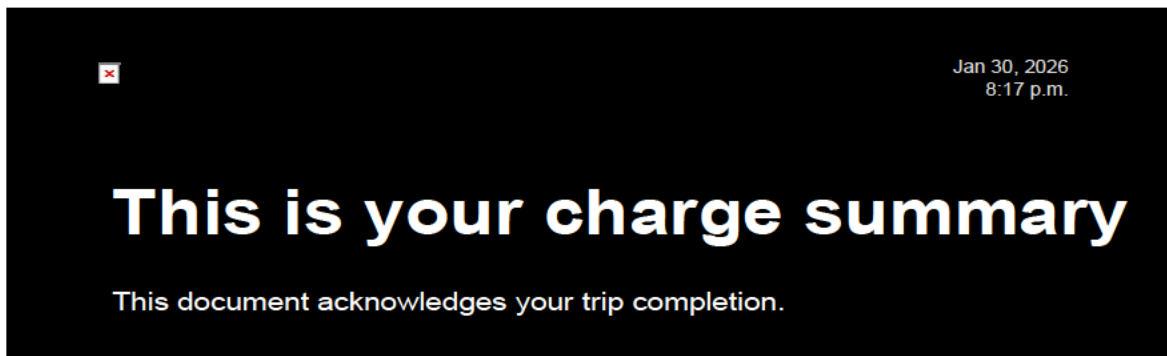 Jan 30, 2026
8:17 p.m.
This is your charge summary
This document acknowledges your trip completion.